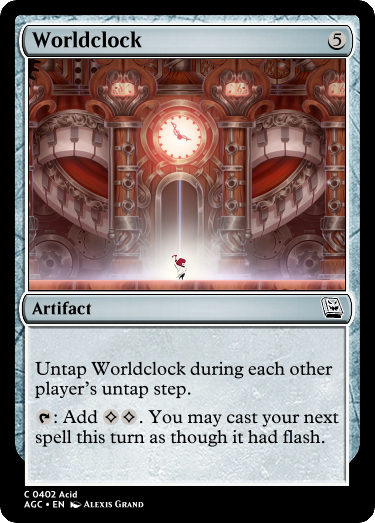 Worldclock 5
Artifact
Untap Worldclock during each other
player's untap step.
: Add . You may cast your next
spell this turn as though it had flash.
C 0402 Acid
AGC • EN Alexis Grand